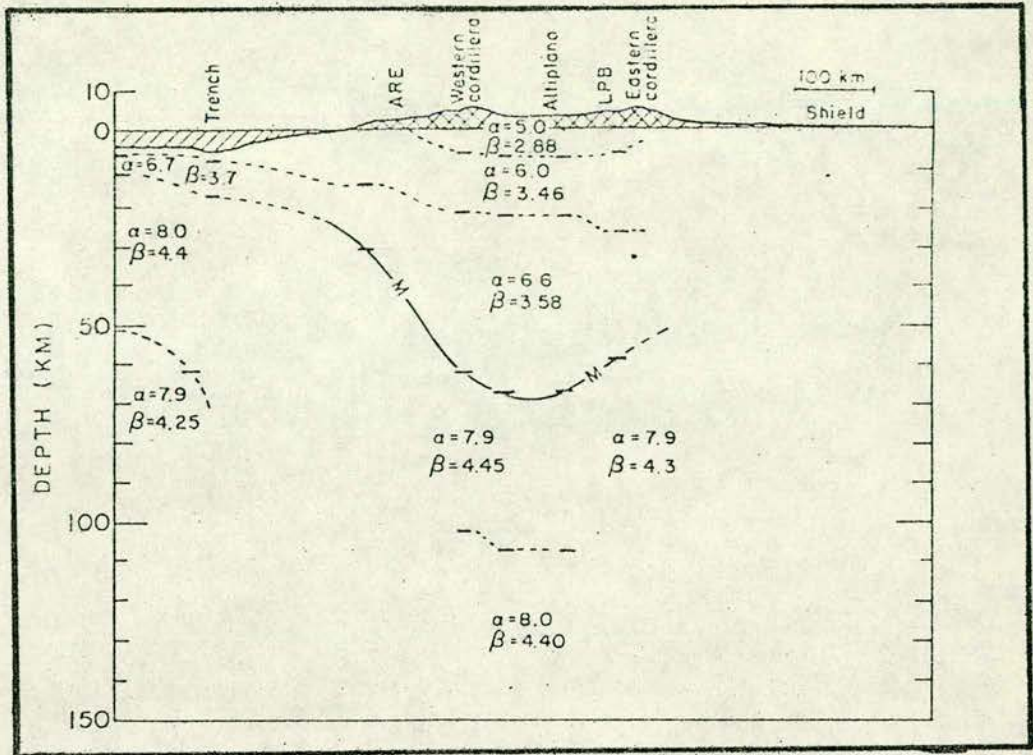 Trench
ARE
Western
cordillera
Altiplano
LPB
Eastern
cordillera
100 km
Shield
10
0
50
100
150
DEPTH (KM)
α=5.0
β=2.88
α=6.7 β=3.7
α=6.0
β=3.46
α=8.0
β=4.4
α=6.6
β=3.58
M
M
α=7.9
β=4.25
α=7.9
β=4.45
α=7.9
β=4.3
α=8.0
β=4.40